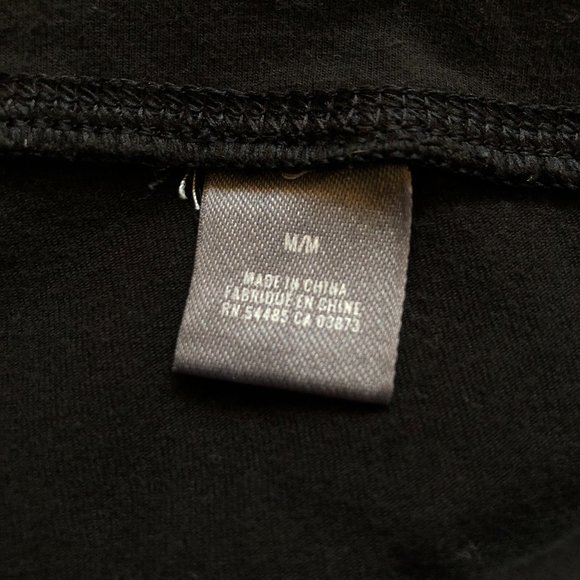 M/M
MADE IN CHINA
FABRIQUÉ EN CHINE
RN 54485 CA 03873